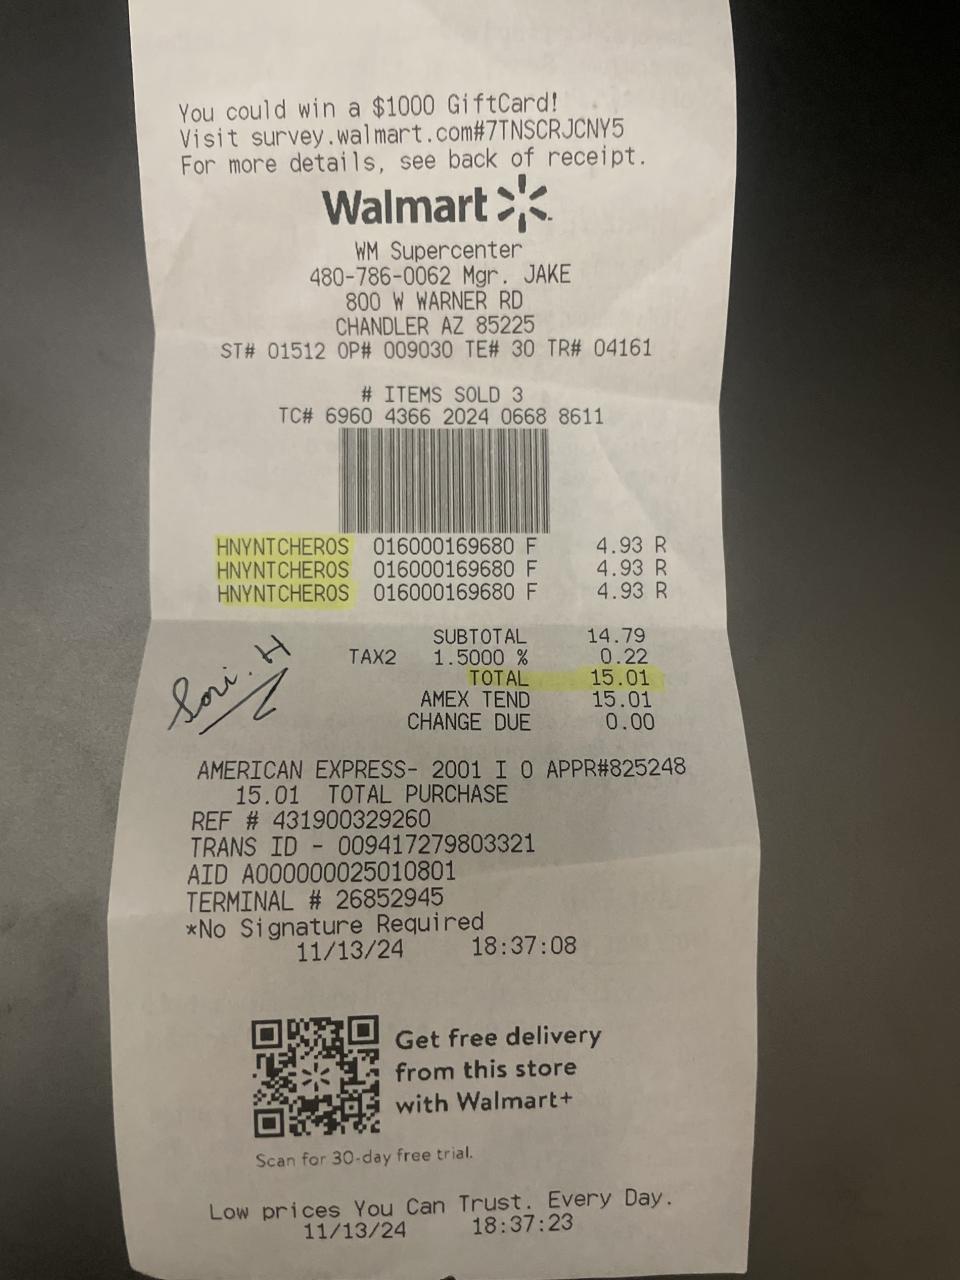 You could win a $1000 GiftCard!
Visit survey.walmart.com#7TNSCRJCNY5
For more details, see back of receipt.
Walmart
WM Supercenter
480-786-0062 Mgr. JAKE
800 W WARNER RD
CHANDLER AZ 85225
ST# 01512 OP# 009030 TE# 30 TR# 04161
# ITEMS SOLD 3
TC# 6960 4366 2024 0668 8611
HNYNTCHEROS 016000169680 F 4.93 R
HNYNTCHEROS 016000169680 F 4.93 R
HNYNTCHEROS 016000169680 F 4.93 R
SUBTOTAL 14.79
TAX2 1.5000 % 0.22
TOTAL 15.01
AMEX TEND 15.01
CHANGE DUE 0.00
AMERICAN EXPRESS- 2001 I 0 APPR#825248
15.01 TOTAL PURCHASE
REF # 431900329260
TRANS ID - 009417279803321
AID A000000025010801
TERMINAL # 26852945
*No Signature Required
11/13/24 18:37:08
Get free delivery
from this store
with Walmart+
Scan for 30-day free trial.
Low prices You Can Trust. Every Day.
11/13/24 18:37:23